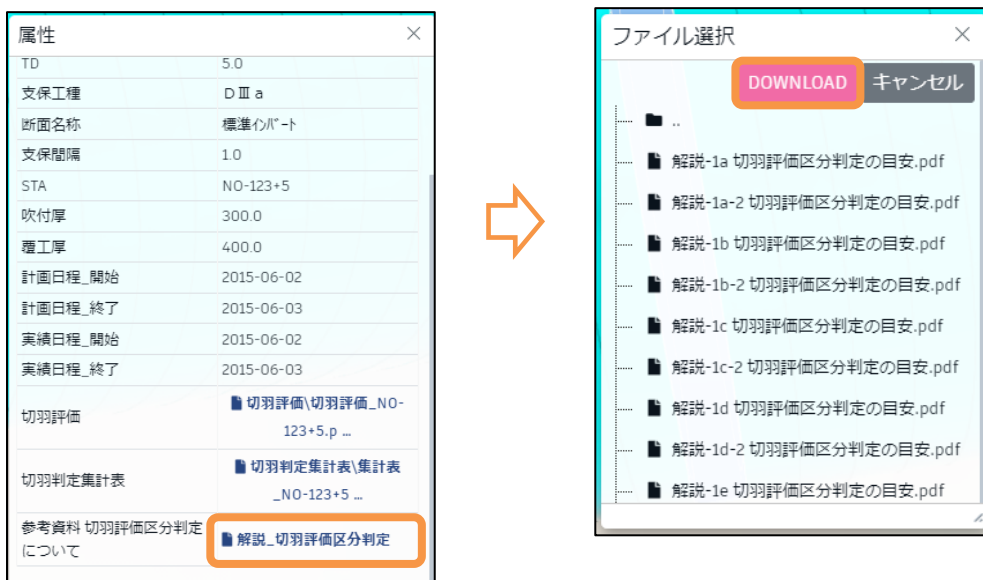 属性
TD 5.0
支保工種 DⅢa
断面名称 標準ｲﾝﾊﾞｰﾄ
支保間隔 1.0
STA NO-123+5
吹付厚 300.0
覆工厚 400.0
計画日程_開始 2015-06-02
計画日程_終了 2015-06-03
実績日程_開始 2015-06-02
実績日程_終了 2015-06-03
切羽評価 切羽評価\切羽評価_NO-
123+5.p ...
切羽判定集計表 切羽判定集計表\集計表
_NO-123+5 ...
参考資料 切羽評価区分判定
について
解説_切羽評価区分判定
ファイル選択
DOWNLOAD キャンセル
..
解説-1a 切羽評価区分判定の目安.pdf
解説-1a-2 切羽評価区分判定の目安.pdf
解説-1b 切羽評価区分判定の目安.pdf
解説-1b-2 切羽評価区分判定の目安.pdf
解説-1c 切羽評価区分判定の目安.pdf
解説-1c-2 切羽評価区分判定の目安.pdf
解説-1d 切羽評価区分判定の目安.pdf
解説-1d-2 切羽評価区分判定の目安.pdf
解説-1e 切羽評価区分判定の目安.pdf